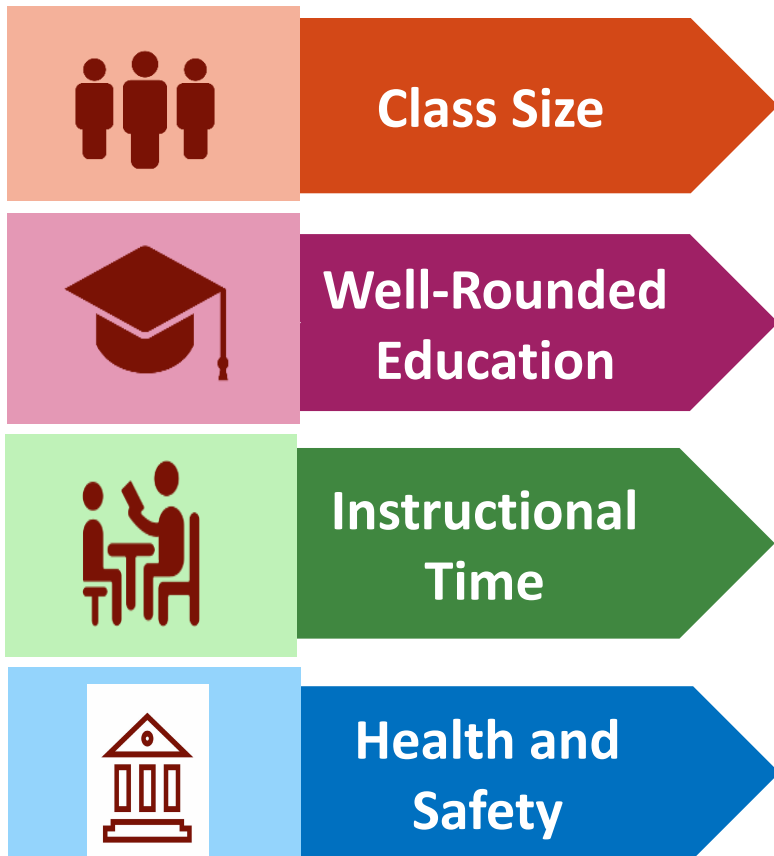 Class Size
Well-Rounded
Education
Instructional
Time
Health and
Safety